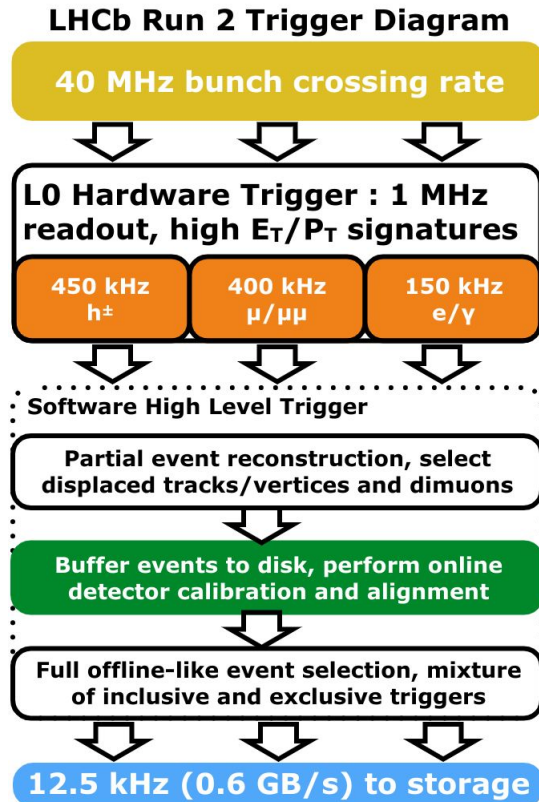 LHCb Run 2 Trigger Diagram
40 MHz bunch crossing rate
L0 Hardware Trigger : 1 MHz
readout, high ET/PT signatures
450 kHz
h±
400 kHz
µ/µµ
150 kHz
e/γ
Software High Level Trigger
Partial event reconstruction, select
displaced tracks/vertices and dimuons
Buffer events to disk, perform online
detector calibration and alignment
Full offline-like event selection, mixture
of inclusive and exclusive triggers
12.5 kHz (0.6 GB/s) to storage